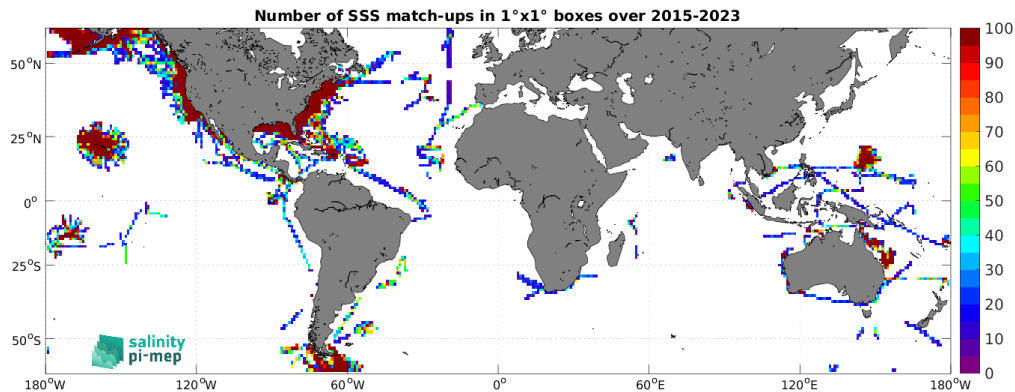 Number of SSS match-ups in 1°x1° boxes over 2015-2023
50°N
25°N
0°
25°S
50°S
180°W
120°W
60°W
0°
60°E
120°E
180°W
100
90
80
70
60
50
40
30
20
10
0
salinity
pi-mep